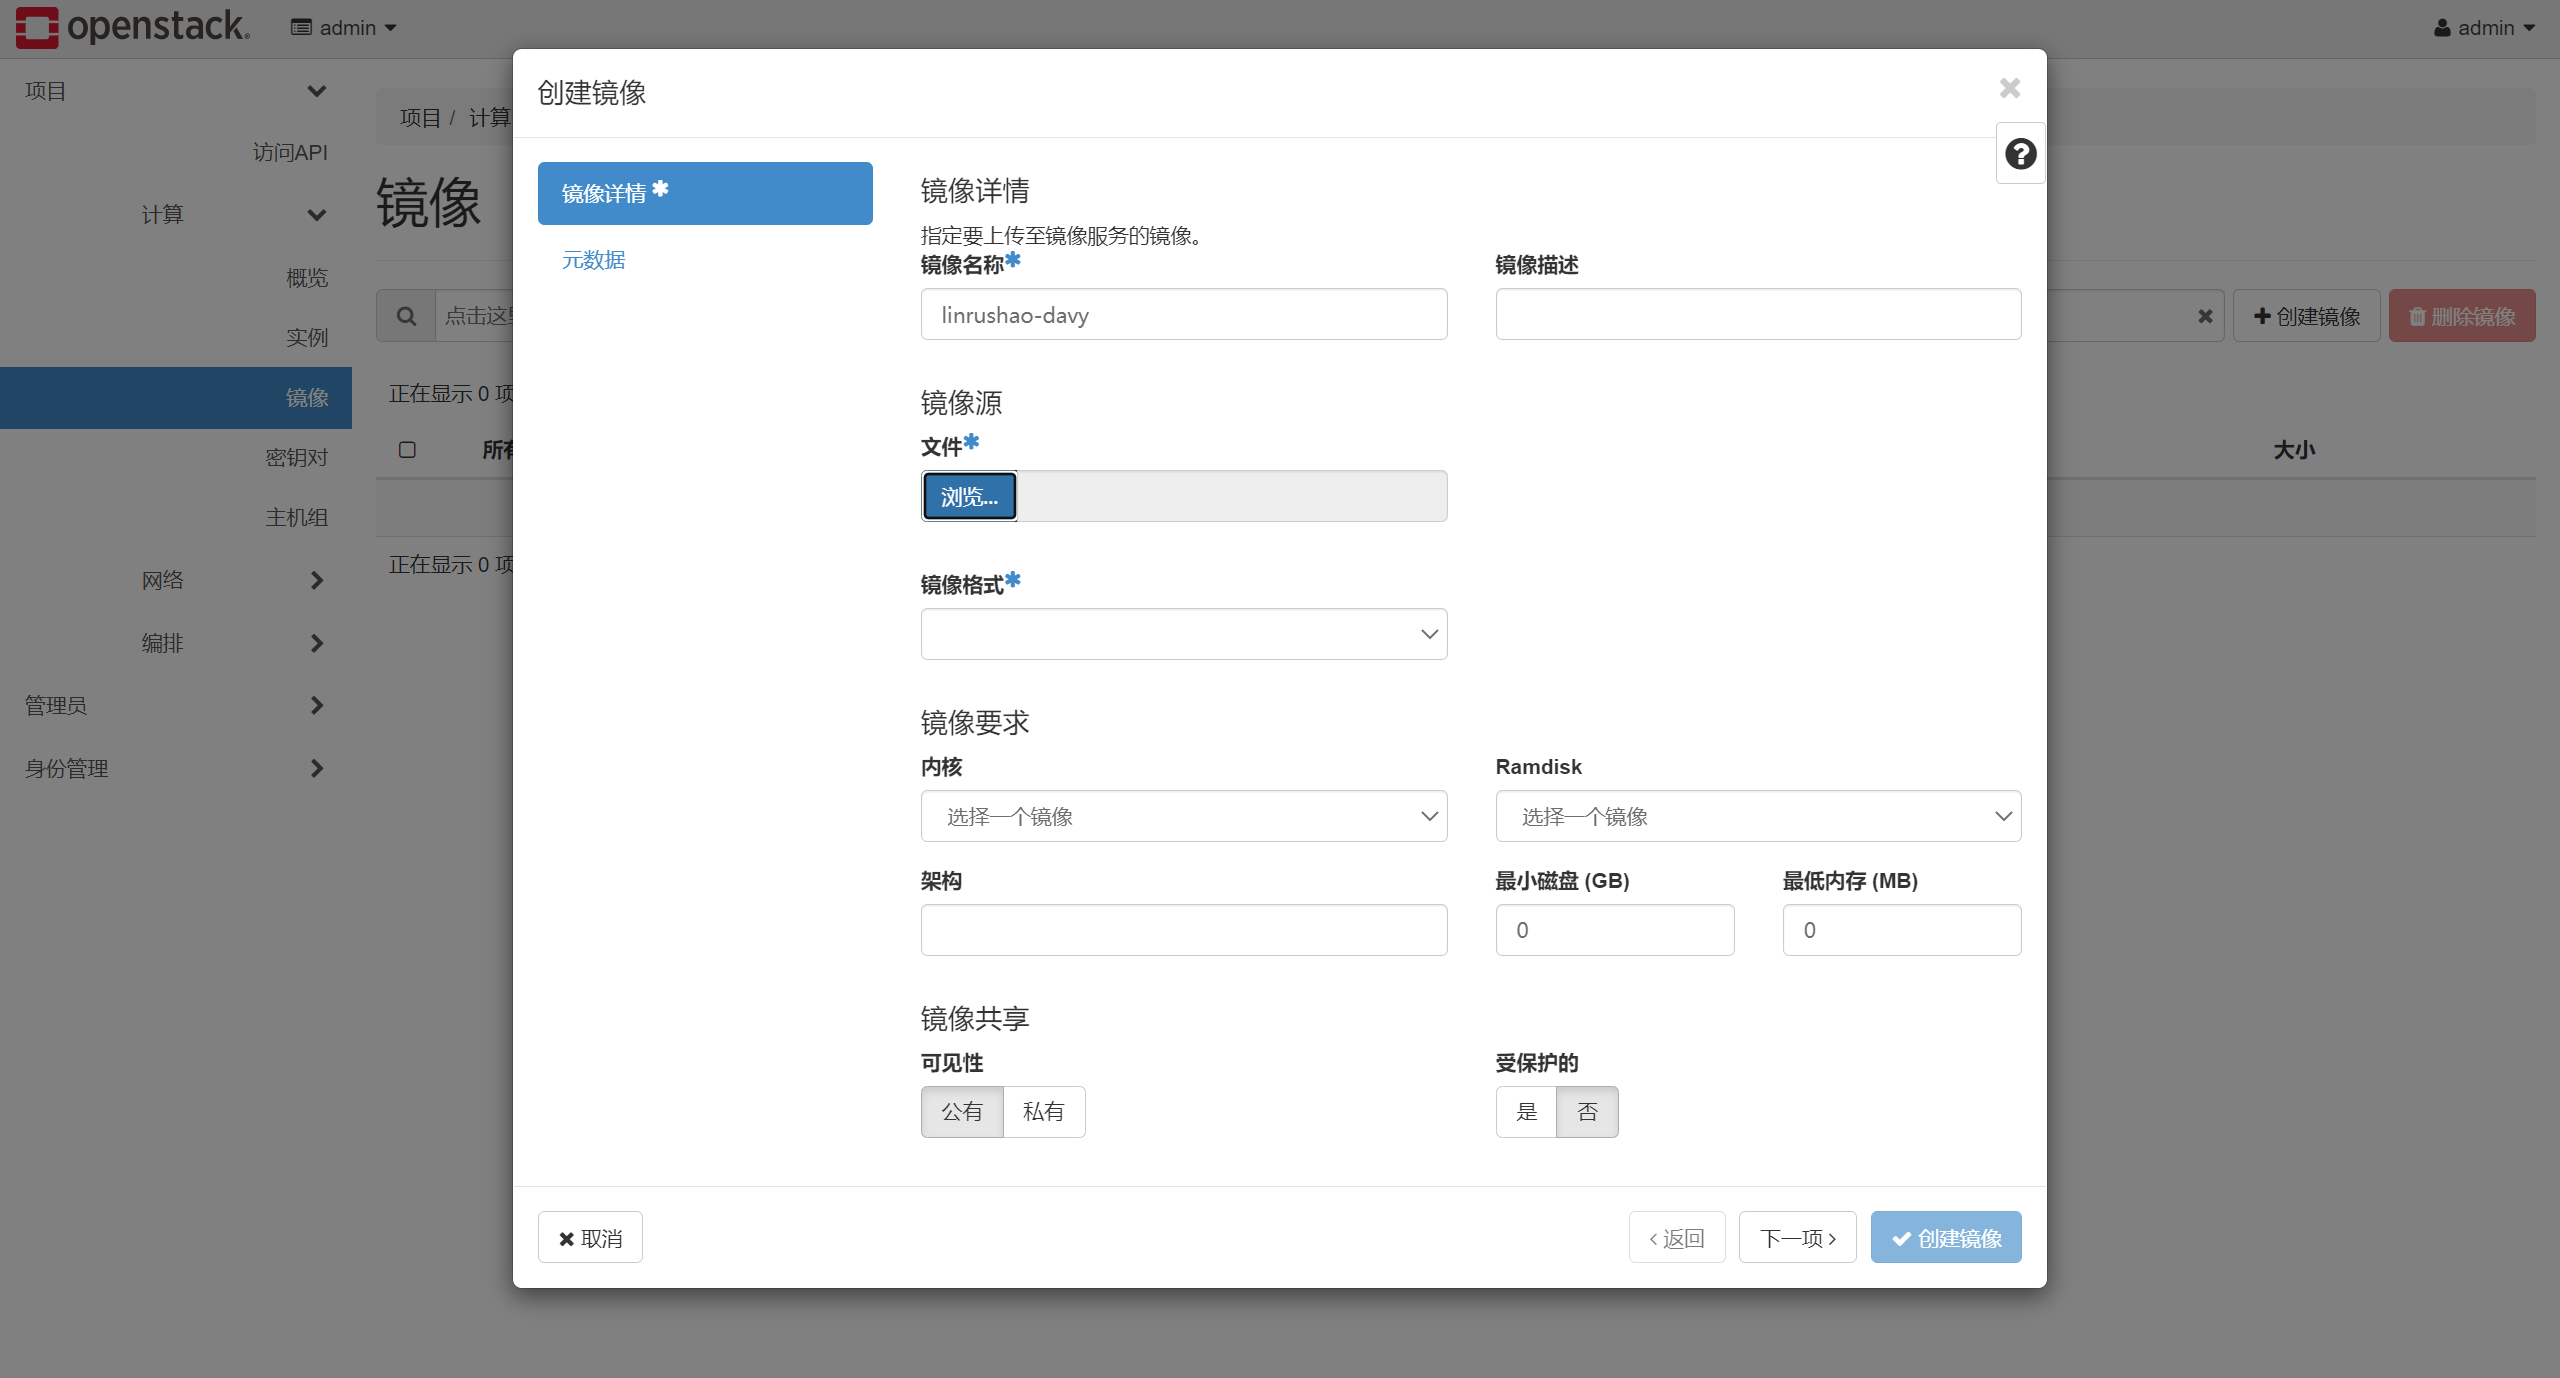 openstack.
admin
admin
项目
访问API
计算
概览
实例
镜像
密钥对
主机组
网络
编排
管理员
身份管理
项目 / 计算
镜像
点击这
创建镜像
删除镜像
正在显示 0 项
所有
大小
正在显示 0 项
创建镜像
镜像详情
元数据
镜像详情
指定要上传至镜像服务的镜像。
镜像名称
镜像描述
linrushao-davy
镜像源
文件
浏览...
镜像格式
镜像要求
内核
Ramdisk
选择一个镜像
选择一个镜像
架构
最小磁盘 (GB)
最低内存 (MB)
0
0
镜像共享
可见性
受保护的
公有
私有
是
否
取消
‹ 返回
下一项 ›
创建镜像